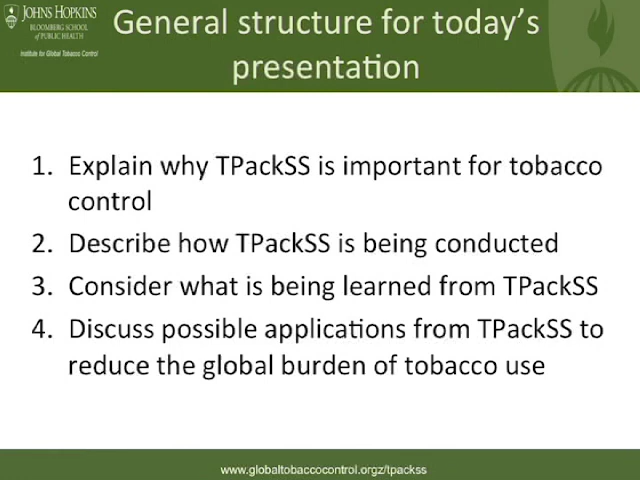 JOHNS HOPKINS
BLOOMBERG SCHOOL
of PUBLIC HEALTH
Institute for Global Tobacco Control
General structure for today's
presentation
1. Explain why TPackSS is important for tobacco
control
2. Describe how TPackSS is being conducted
3. Consider what is being learned from TPackSS
4. Discuss possible applications from TPackSS to
reduce the global burden of tobacco use
www.globaltobaccocontrol.orgz/tpackss